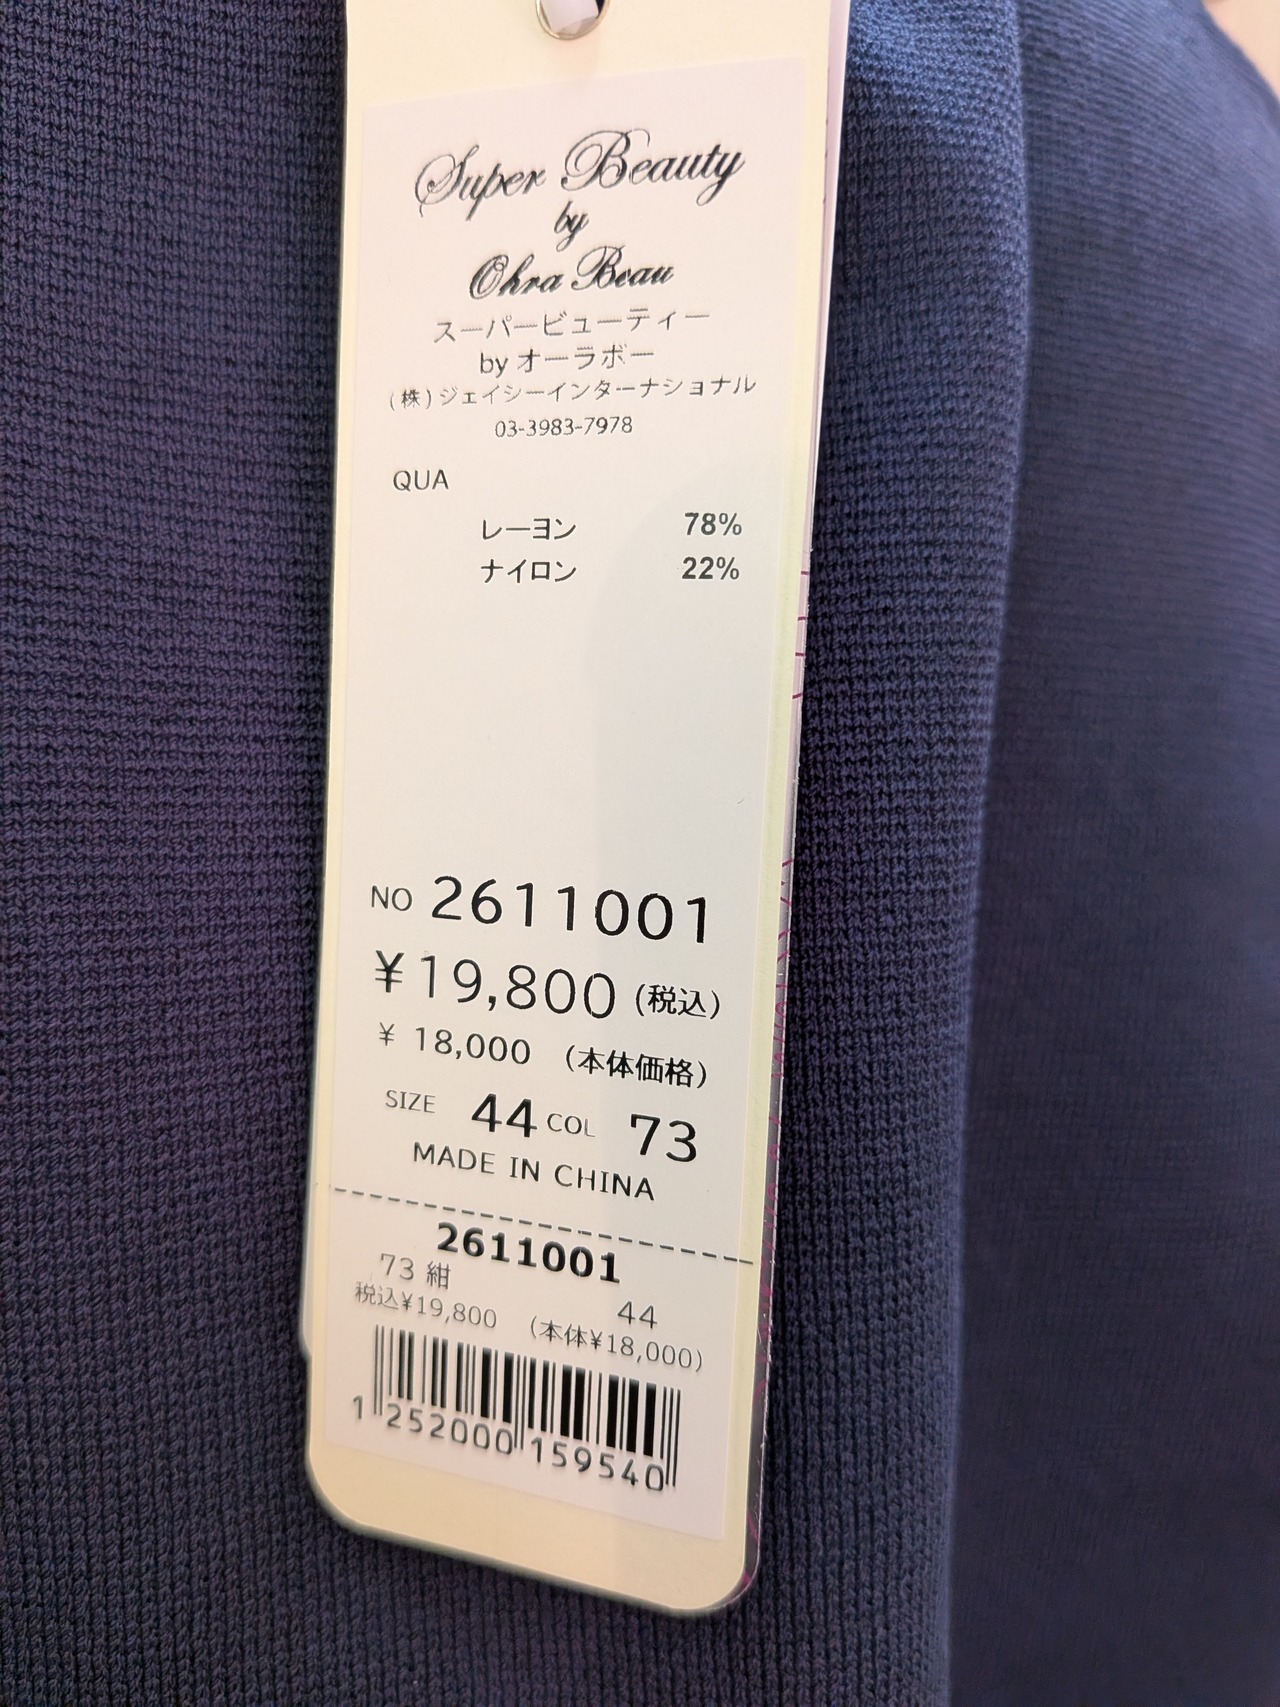 Super Beauty
by
Ohra Beau
スーパービューティー
by オーラボー
(株)ジェイシーインターナショナル
03-3983-7978
QUA
レーヨン 78%
ナイロン 22%
NO 2611001
¥19,800 (税込)
¥ 18,000 (本体価格)
SIZE 44 COL 73
MADE IN CHINA
2611001
73 紺 44
税込¥19,800 (本体¥18,000)
1 252000 159540